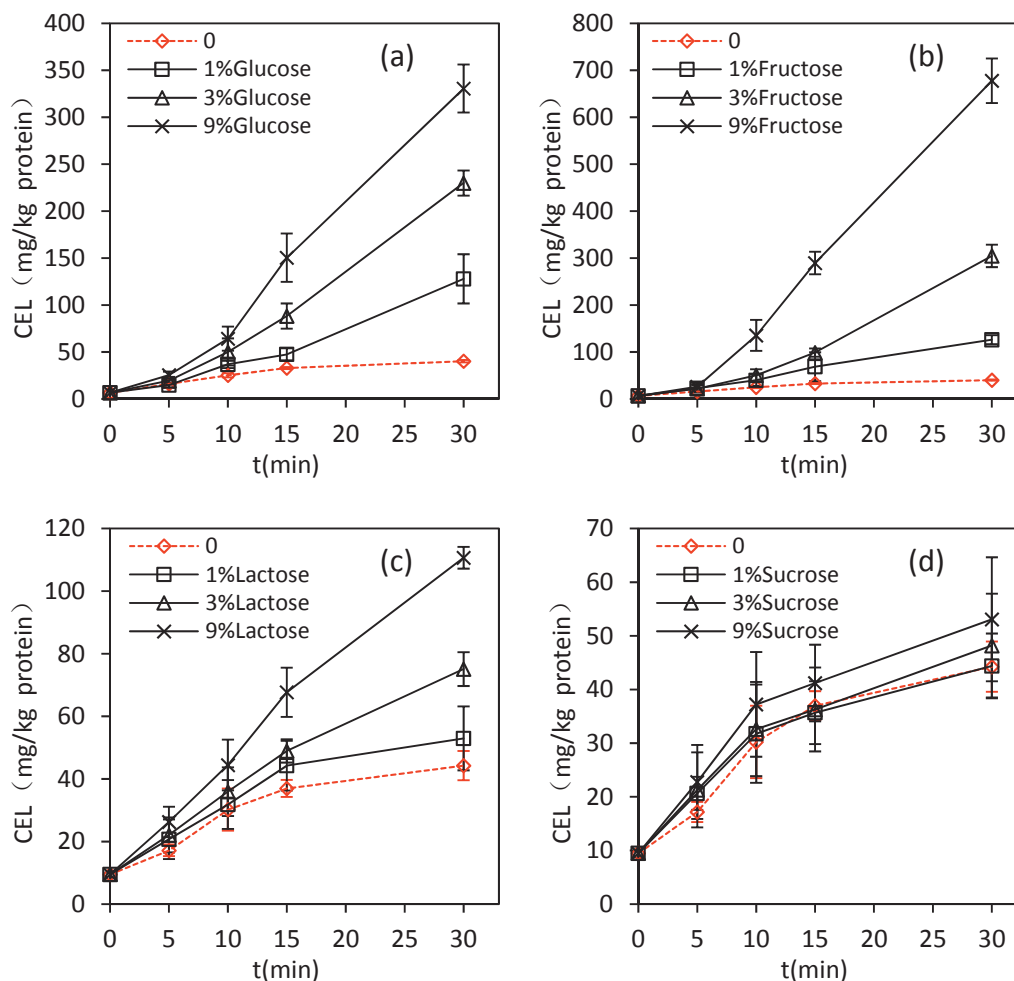 400
350
300
250
200
150
100
50
0
CEL（mg/kg protein）
0
1%Glucose
3%Glucose
9%Glucose
(a)
0 5 10 15 20 25 30
t(min)
800
700
600
500
400
300
200
100
0
CEL（mg/kg protein）
0
1%Fructose
3%Fructose
9%Fructose
(b)
0 5 10 15 20 25 30
t(min)
120
100
80
60
40
20
0
CEL（mg/kg protein）
0
1%Lactose
3%Lactose
9%Lactose
(c)
0 5 10 15 20 25 30
t(min)
70
60
50
40
30
20
10
0
CEL（mg/kg protein）
0
1%Sucrose
3%Sucrose
9%Sucrose
(d)
0 5 10 15 20 25 30
t(min)